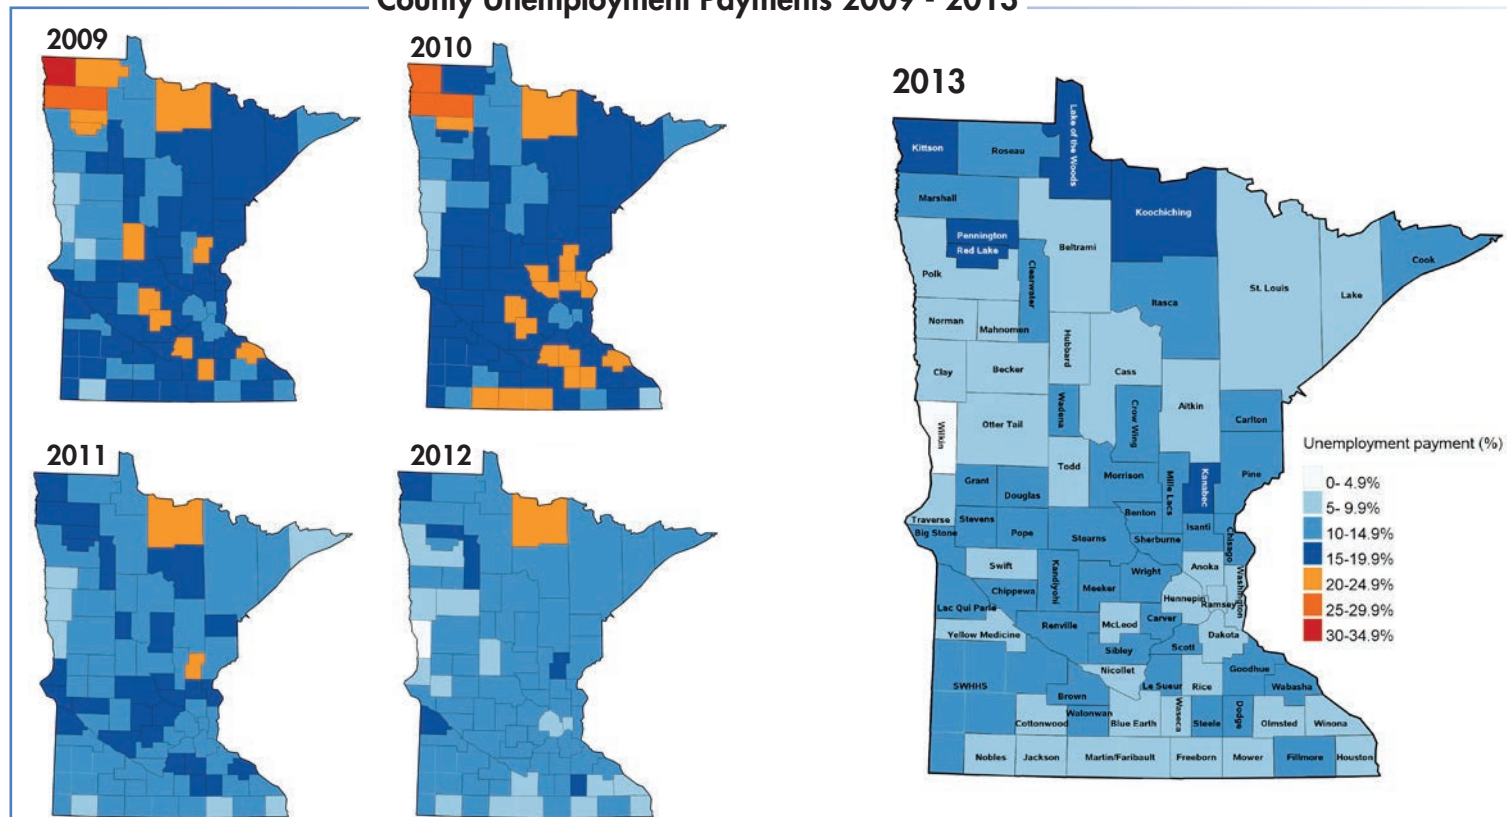 County Unemployment Payments 2009 - 2013
2009
2010
2013
2011
2012
Kittson
Roseau
Lake of the Woods
Marshall
Koochiching
Pennington
Red Lake
Beltrami
Polk
Clearwater
Itasca
St. Louis
Lake
Cook
Norman
Mahnomen
Hubbard
Clay
Becker
Cass
Aitkin
Wadena
Crow Wing
Carlton
Wilkin
Otter Tail
Todd
Morrison
Mille Lacs
Kanabec
Pine
Grant
Douglas
Benton
Traverse
Big Stone
Stevens
Pope
Stearns
Sherburne
Isanti
Chisago
Swift
Kandiyohi
Meeker
Wright
Anoka
Washington
Chippewa
Hennepin
Ramsey
Lac Qui Parle
Renville
McLeod
Carver
Yellow Medicine
Dakota
Sibley
Scott
Nicollet
Goodhue
SWHHS
Brown
Le Sueur
Rice
Wabasha
Cottonwood
Watonwan
Blue Earth
Waseca
Steele
Dodge
Olmsted
Winona
Nobles
Jackson
Martin/Faribault
Freeborn
Mower
Fillmore
Houston
Unemployment payment (%)
0- 4.9%
5- 9.9%
10-14.9%
15-19.9%
20-24.9%
25-29.9%
30-34.9%